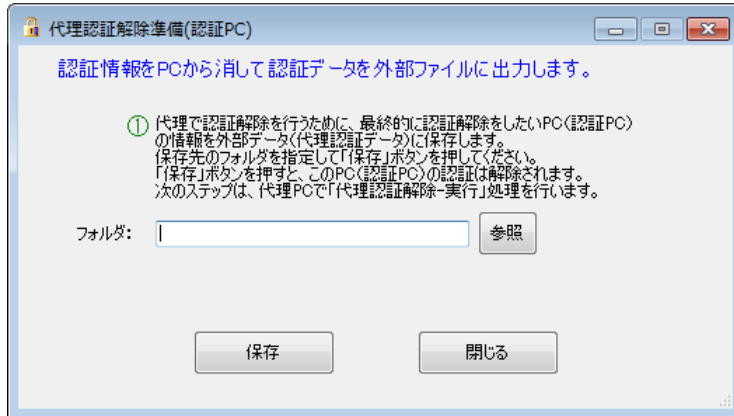 代理認証解除準備(認証PC)
認証情報をPCから消して認証データを外部ファイルに出力します。
① 代理で認証解除を行うために、最終的に認証解除をしたいPC(認証PC)
の情報を外部データ(代理認証データ)に保存します。
保存先のフォルダを指定して「保存」ボタンを押してください。
「保存」ボタンを押すと、このPC(認証PC)の認証は解除されます。
次のステップは、代理PCで「代理認証解除-実行」処理を行います。
フォルダ: 参照
保存 閉じる